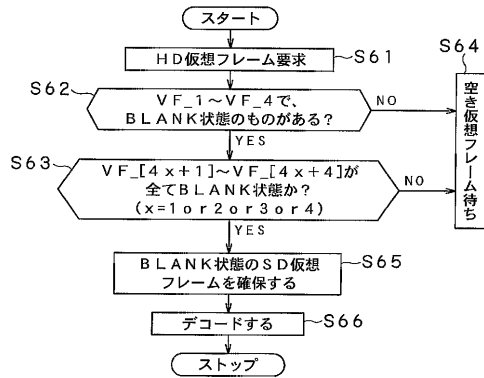 スタート
HD仮想フレーム要求
S61
S62
VF_1～VF_4で、
BLANK状態のものがある？
NO
S64
空き仮想フレーム待ち
YES
S63
VF_[4x+1]～VF_[4x+4]が
全てBLANK状態か？
(x=1or2or3or4)
NO
YES
BLANK状態のSD仮想
フレームを確保する
S65
デコードする
S66
ストップ